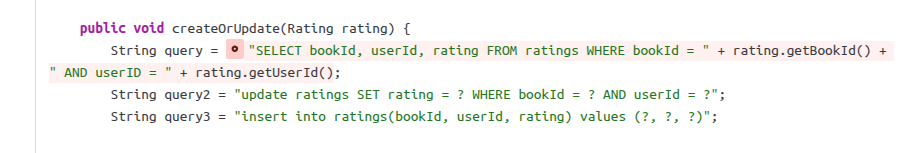 public void createOrUpdate(Rating rating) {
String query = "SELECT bookId, userId, rating FROM ratings WHERE bookId = " + rating.getBookId() +
" AND userID = " + rating.getUserId();
String query2 = "update ratings SET rating = ? WHERE bookId = ? AND userId = ?";
String query3 = "insert into ratings(bookId, userId, rating) values (?, ?, ?)";